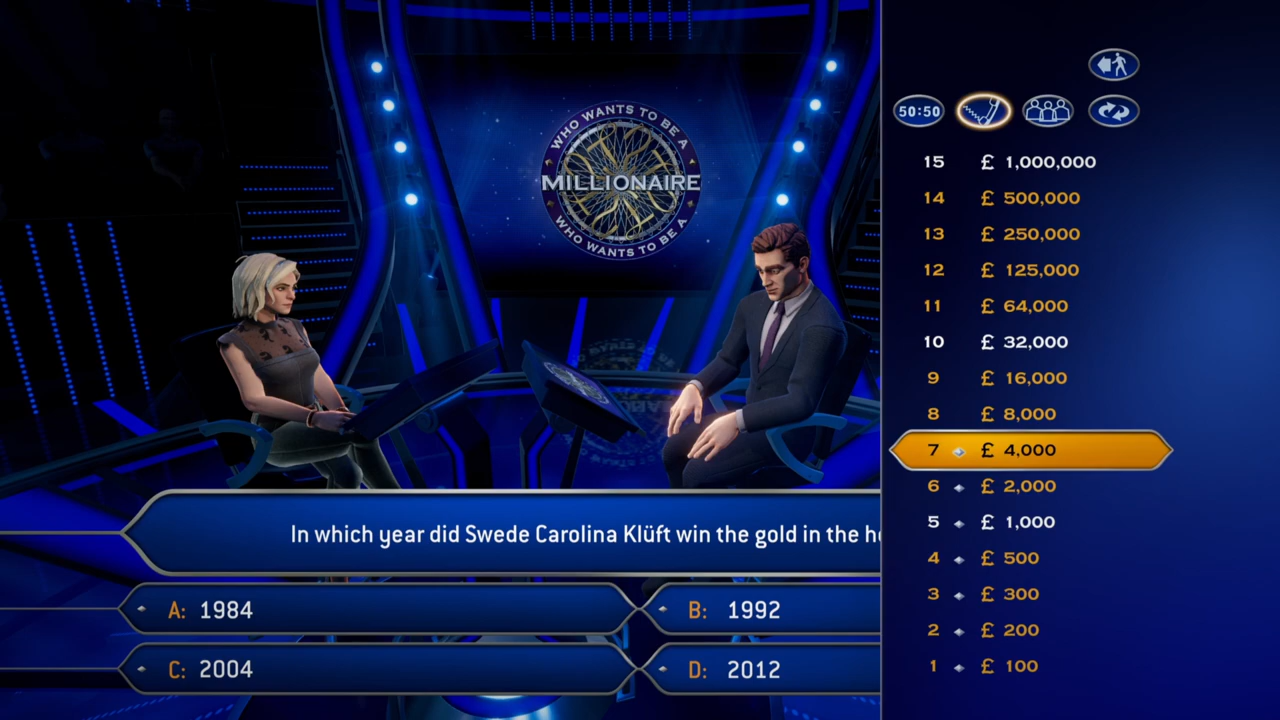 WHO WANTS TO BE A
MILLIONAIRE
WHO WANTS TO BE A
50:50
15 £ 1,000,000
14 £ 500,000
13 £ 250,000
12 £ 125,000
11 £ 64,000
10 £ 32,000
9 £ 16,000
8 £ 8,000
7 £ 4,000
6 £ 2,000
5 £ 1,000
4 £ 500
3 £ 300
2 £ 200
1 £ 100
In which year did Swede Carolina Klüft win the gold in the
A: 1984
B: 1992
C: 2004
D: 2012